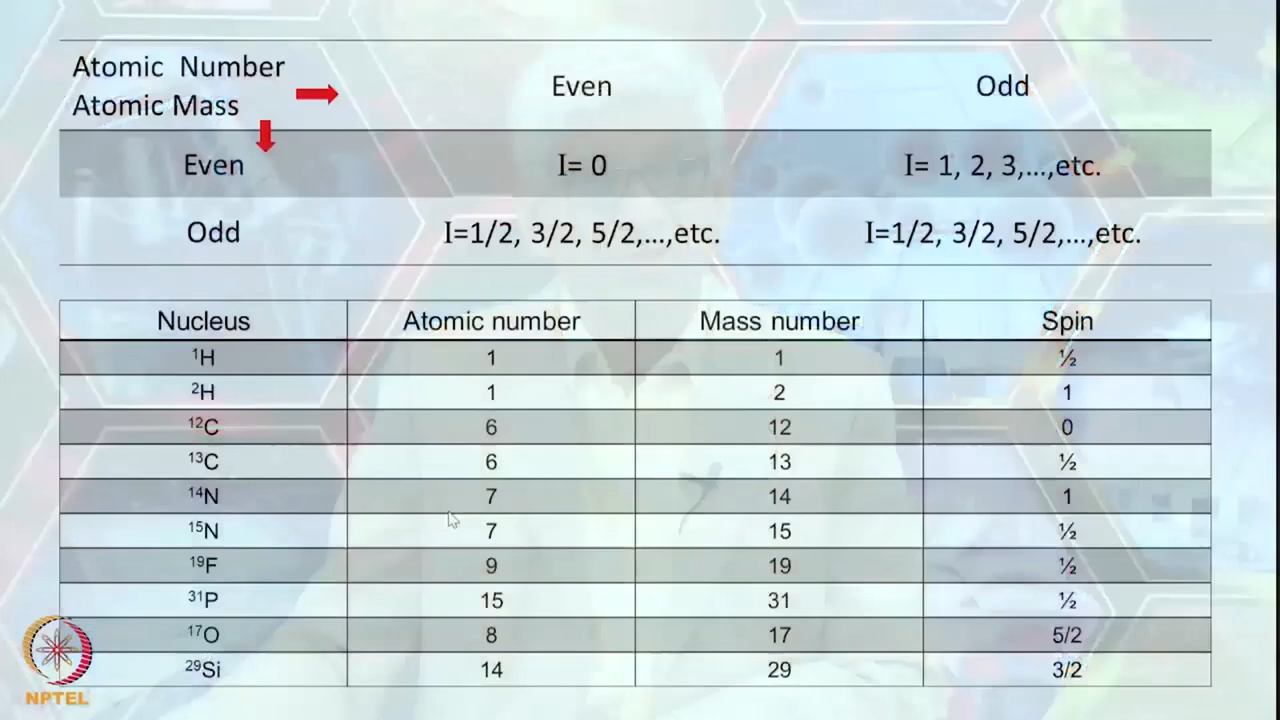 Atomic Number
Atomic Mass
Even Odd
Even I= 0 I= 1, 2, 3,...,etc.
Odd I=1/2, 3/2, 5/2,...,etc. I=1/2, 3/2, 5/2,...,etc.
Nucleus Atomic number Mass number Spin
¹H 1 1 ½
²H 1 2 1
¹²C 6 12 0
¹³C 6 13 ½
¹⁴N 7 14 1
¹⁵N 7 15 ½
¹⁹F 9 19 ½
³¹P 15 31 ½
¹⁷O 8 17 5/2
²⁹Si 14 29 3/2
NPTEL